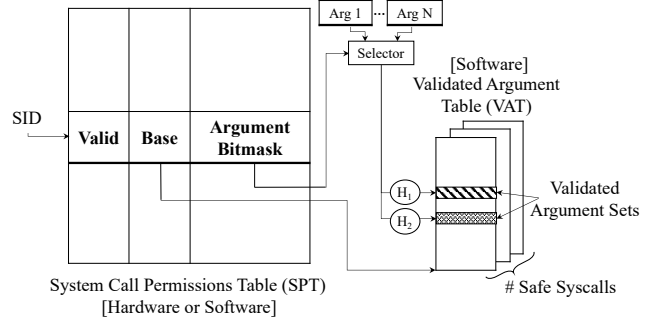 Arg 1 ... Arg N
Selector
[Software]
Validated Argument
Table (VAT)
SID
Valid Base Argument
Bitmask
H1
H2
Validated
Argument Sets
# Safe Syscalls
System Call Permissions Table (SPT)
[Hardware or Software]